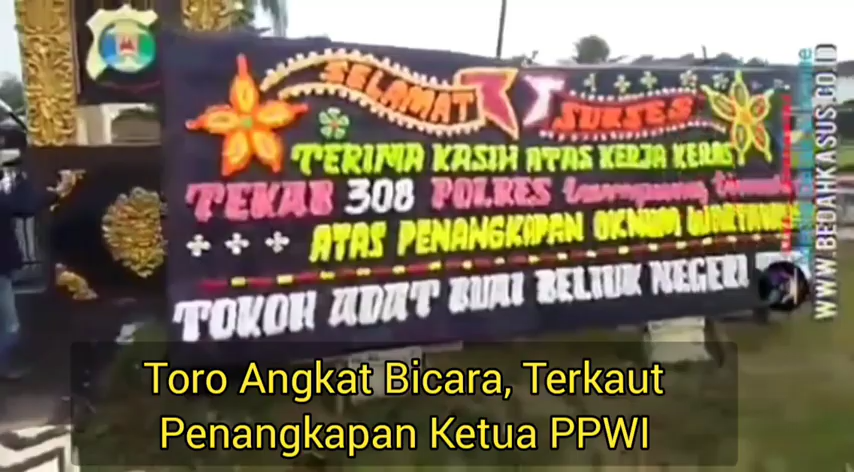 SELAMAT SUKSES
TERIMA KASIH ATAS KERJA KERAS
TEKAB 308 POLRES Lampung timur
ATAS PENANGKAPAN OKNUM WARTAWAN
TOKOH ADAT BUAI BELIUK NEGERI
WWW.BEDAHKASUS.CO.ID
Toro Angkat Bicara, Terkaut
Penangkapan Ketua PPWI